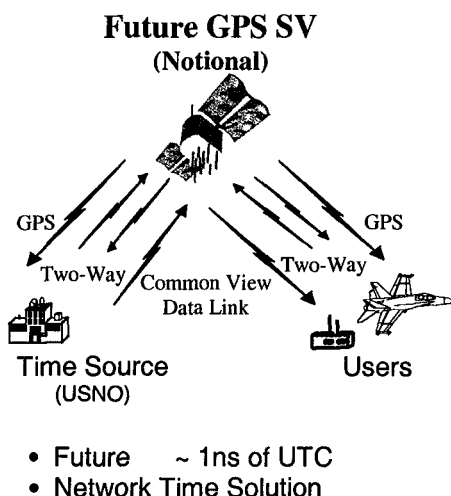 Future GPS SV
(Notional)
GPS
GPS
Two-Way
Two-Way
Common View
Data Link
Time Source
(USNO)
Users
• Future ~ 1ns of UTC
• Network Time Solution